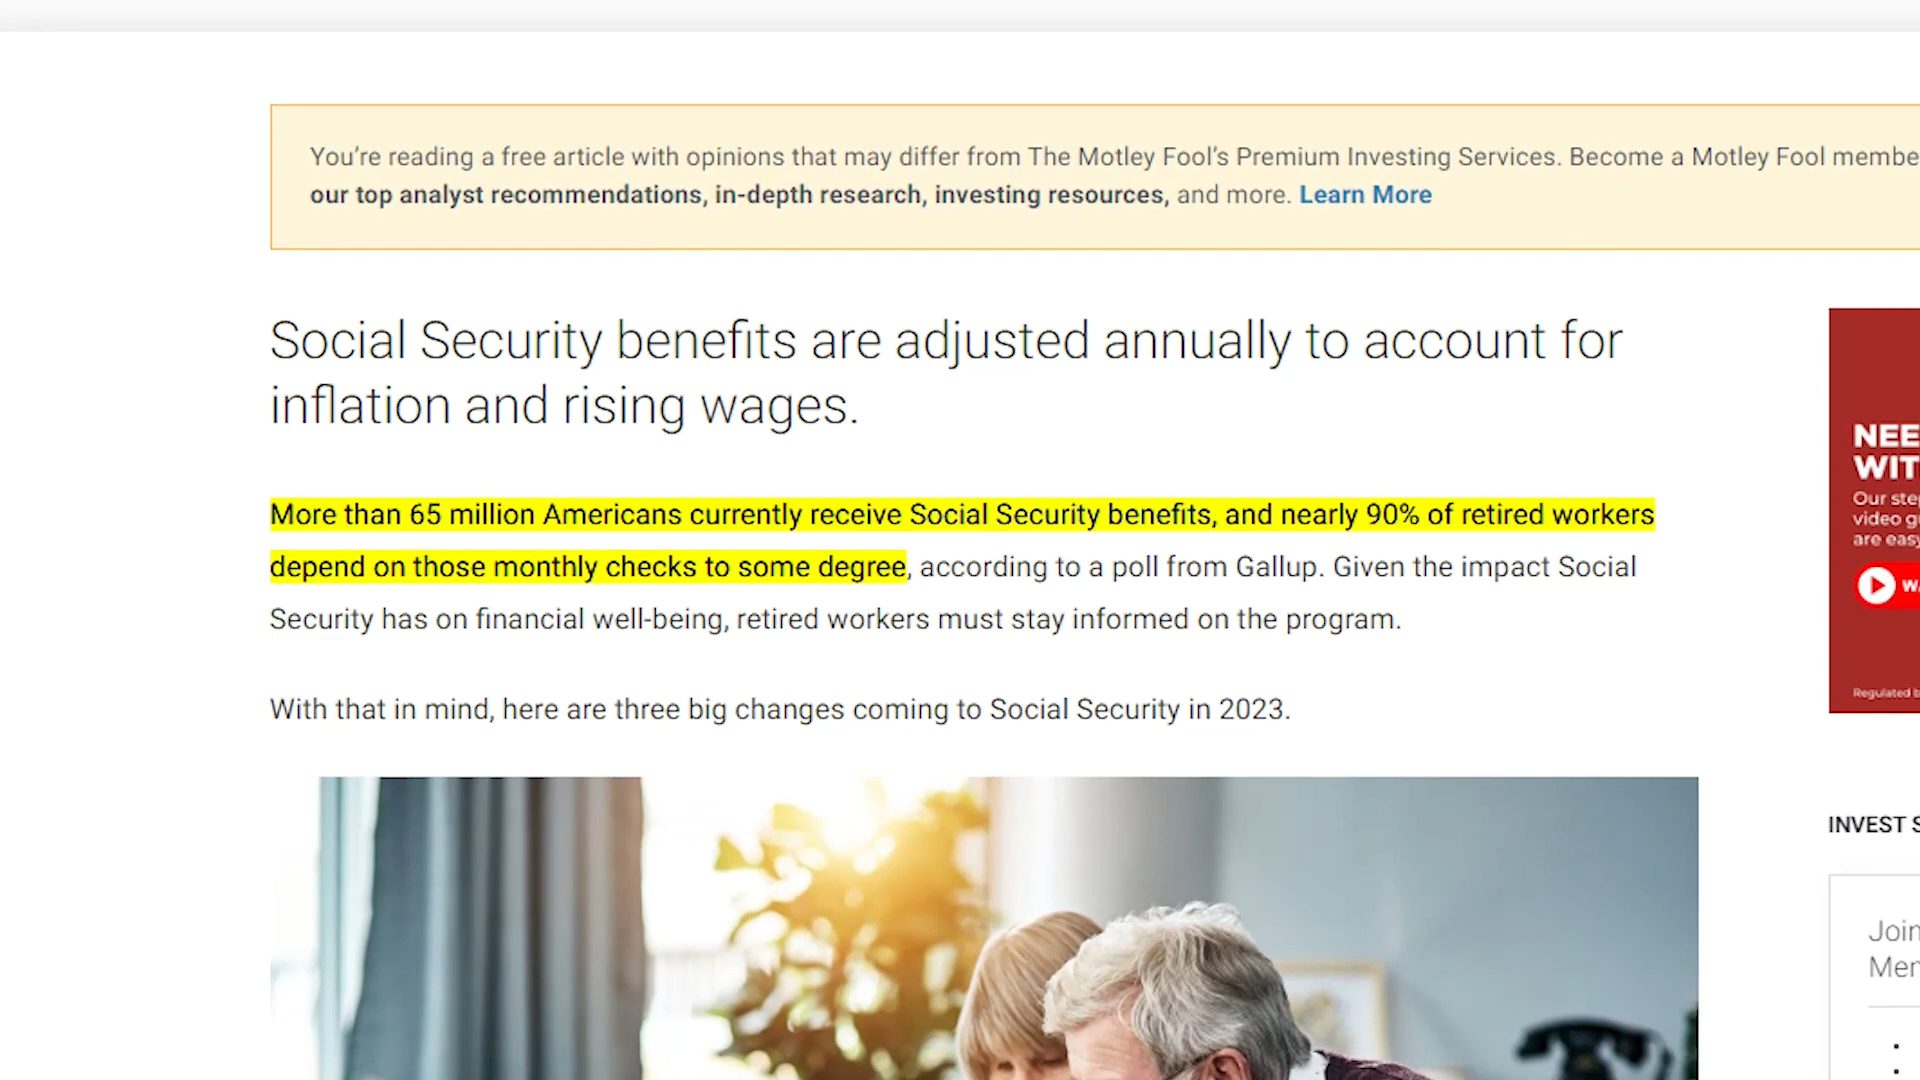 You’re reading a free article with opinions that may differ from The Motley Fool’s Premium Investing Services. Become a Motley Fool membe
our top analyst recommendations, in-depth research, investing resources, and more. Learn More
Social Security benefits are adjusted annually to account for
inflation and rising wages.
More than 65 million Americans currently receive Social Security benefits, and nearly 90% of retired workers
depend on those monthly checks to some degree, according to a poll from Gallup. Given the impact Social
Security has on financial well-being, retired workers must stay informed on the program.
With that in mind, here are three big changes coming to Social Security in 2023.
NEE
WIT
Our ste
video g
are easy
W
Regulated b
INVEST S
Join
Mem